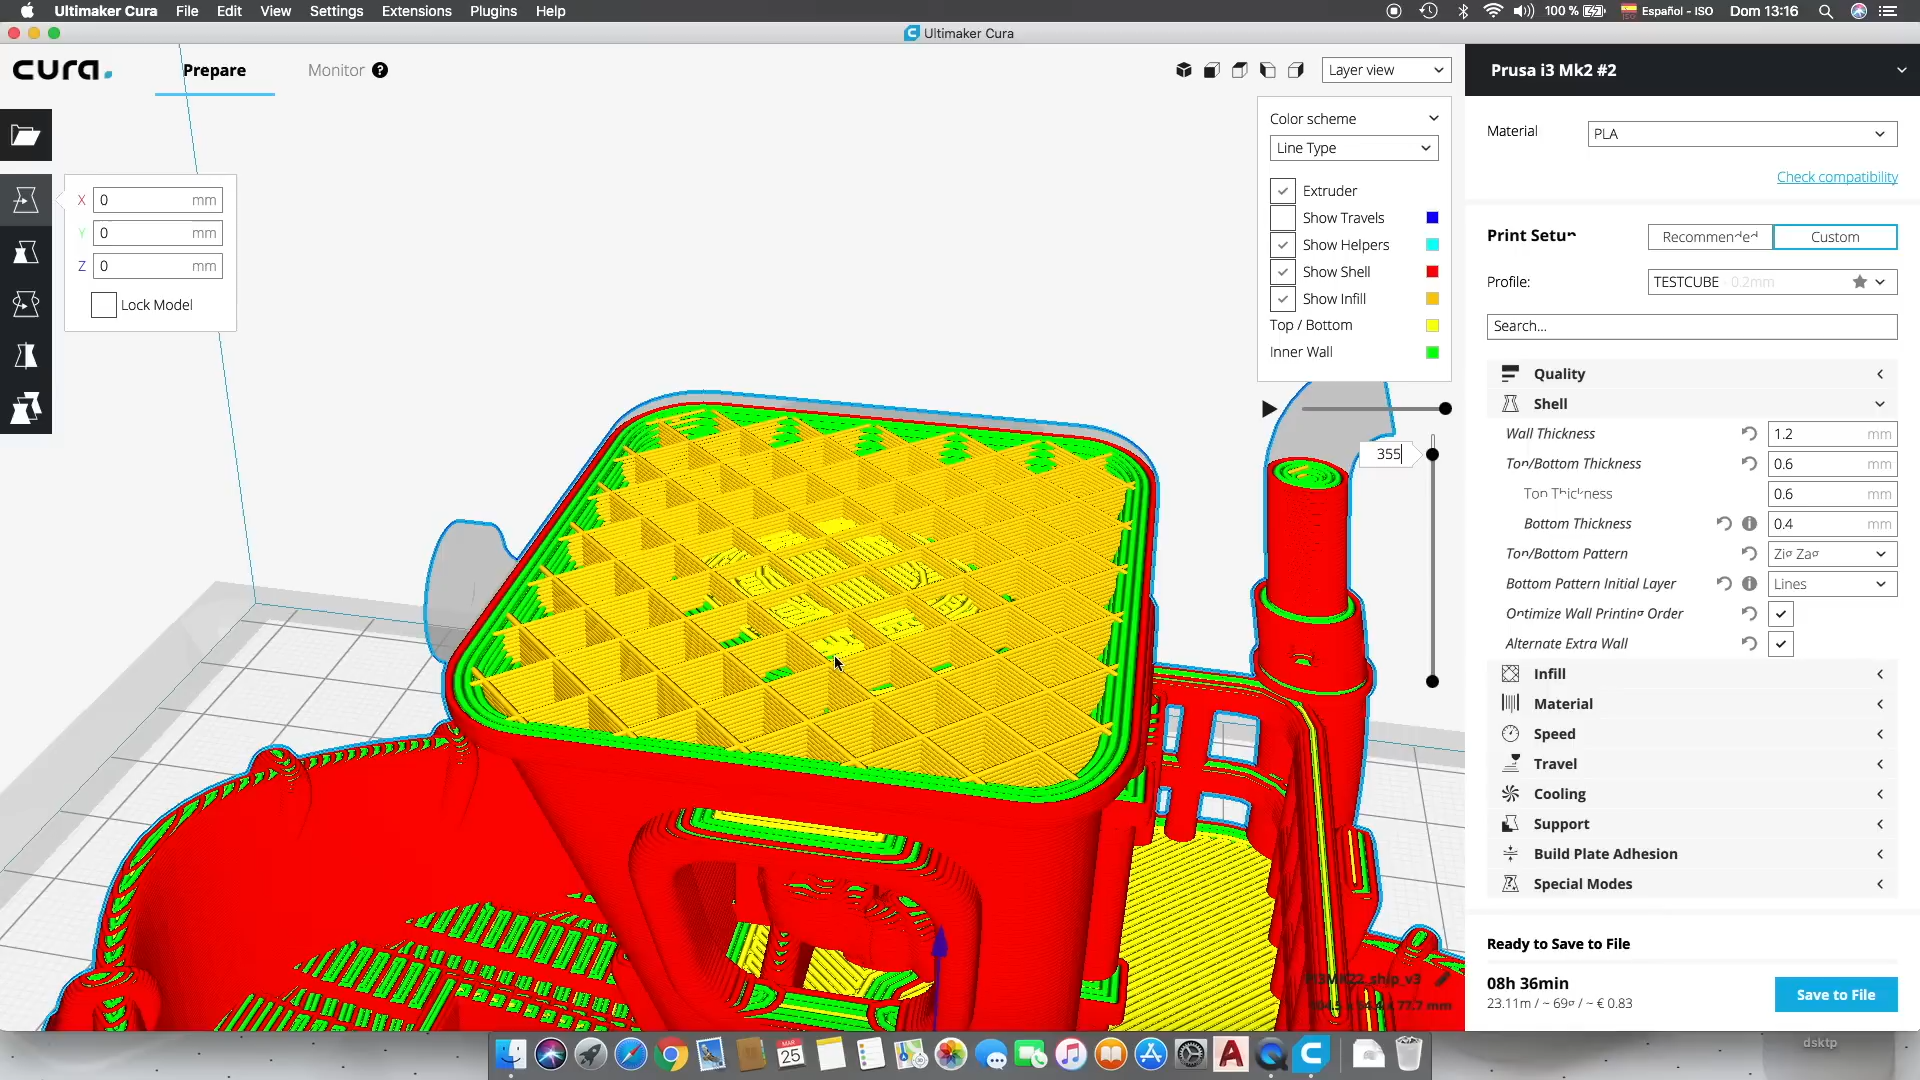 Ultimaker Cura File Edit View Settings Extensions Plugins Help 100 % Español - ISO Dom 13:16
Ultimaker Cura
cura. Prepare Monitor ? Layer view Prusa i3 Mk2 #2
Color scheme
Line Type
Material PLA
Check compatibility
X 0 mm
Y 0 mm
Z 0 mm
Lock Model
Extruder
Show Travels
Show Helpers
Show Shell
Show Infill
Top / Bottom
Inner Wall
355
Print Setup Recommended Custom
Profile: TESTCUBE - 0.2mm
Search...
Quality
Shell
Wall Thickness 1.2 mm
Top/Bottom Thickness 0.6 mm
Top Thickness 0.6 mm
Bottom Thickness 0.4 mm
Top/Bottom Pattern Zig Zag
Bottom Pattern Initial Layer Lines
Optimize Wall Printing Order
Alternate Extra Wall
Infill
Material
Speed
Travel
Cooling
Support
Build Plate Adhesion
Special Modes
Ready to Save to File
08h 36min
23.11m / ~ 69g / ~ € 0.83
Save to File
MAR
25
dsktp